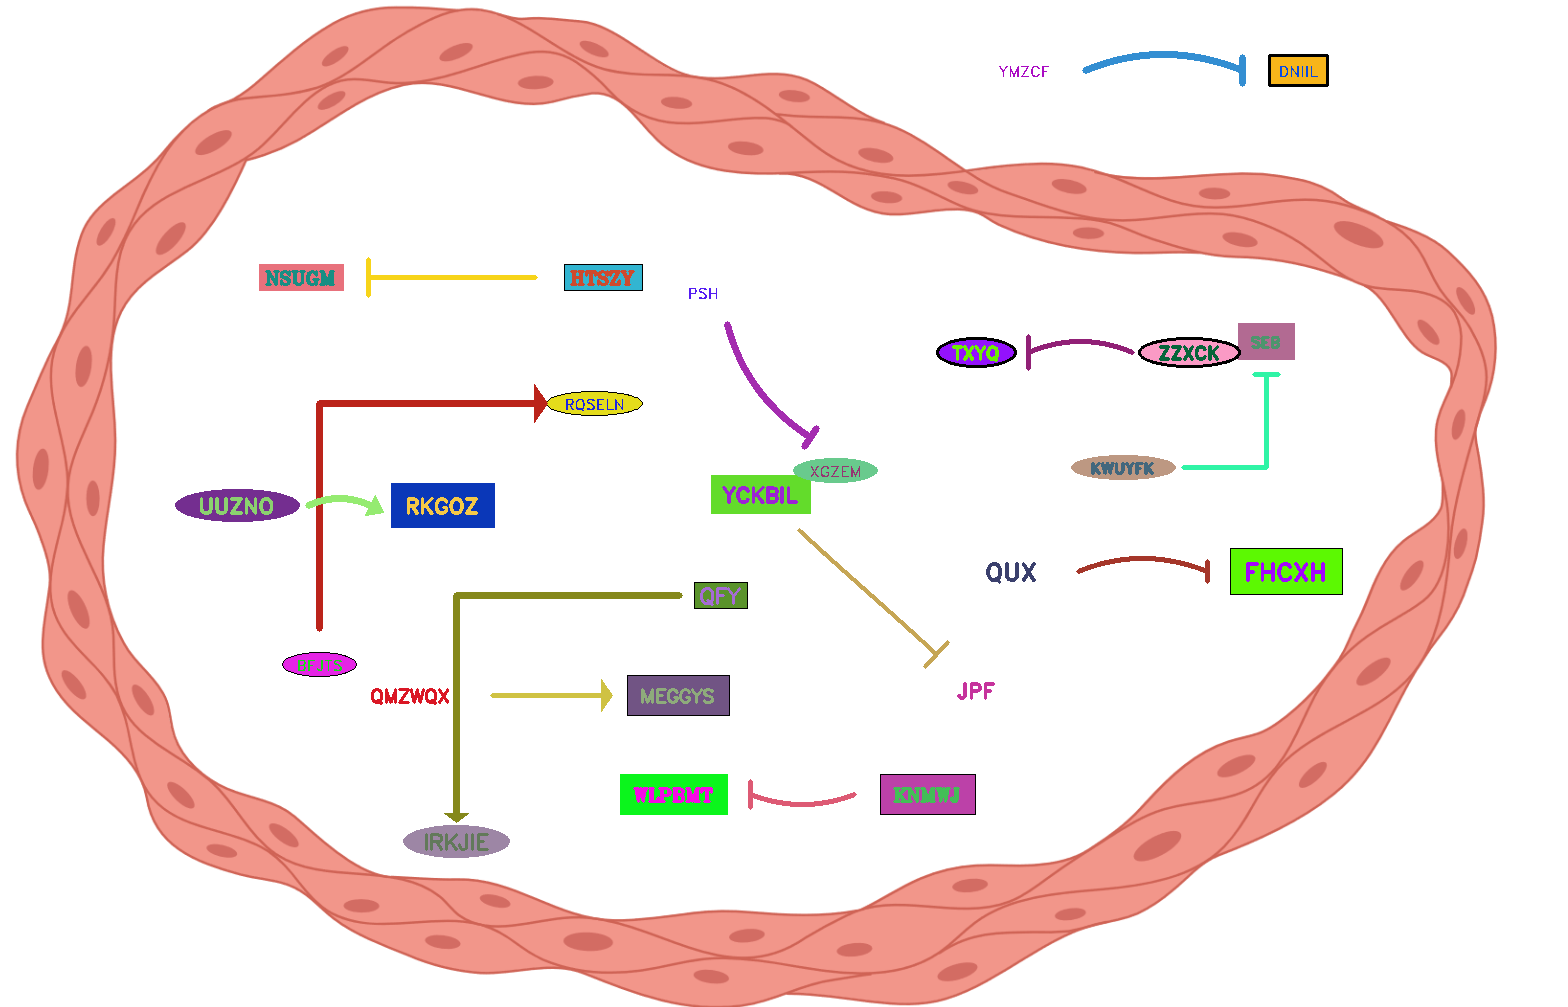 YMZCF
DNIIL
NSUGM
HTSZY
PSH
TXYQ
ZZXCK
SEB
RQSELN
KWUYFK
XGZEM
YCKBIL
UUZNO
RKGOZ
QUX
FHCXH
QFY
QMZWQX
MEGGYS
JPF
WLPBMT
KNMWJ
IRKJIE